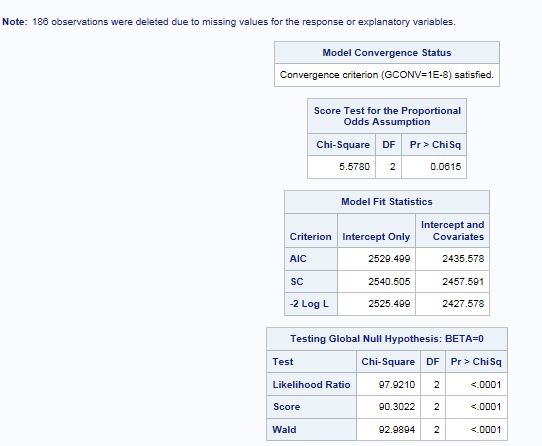 Note: 186 observations were deleted due to missing values for the response or explanatory variables.
Model Convergence Status
Convergence criterion (GCONV=1E-8) satisfied.
Score Test for the Proportional
Odds Assumption
Chi-Square DF Pr > ChiSq
5.5780 2 0.0615
Model Fit Statistics
Criterion Intercept Only Intercept and Covariates
AIC 2529.499 2435.578
SC 2540.505 2457.591
-2 Log L 2525.499 2427.578
Testing Global Null Hypothesis: BETA=0
Test Chi-Square DF Pr > ChiSq
Likelihood Ratio 97.9210 2 <.0001
Score 90.3022 2 <.0001
Wald 92.9894 2 <.0001